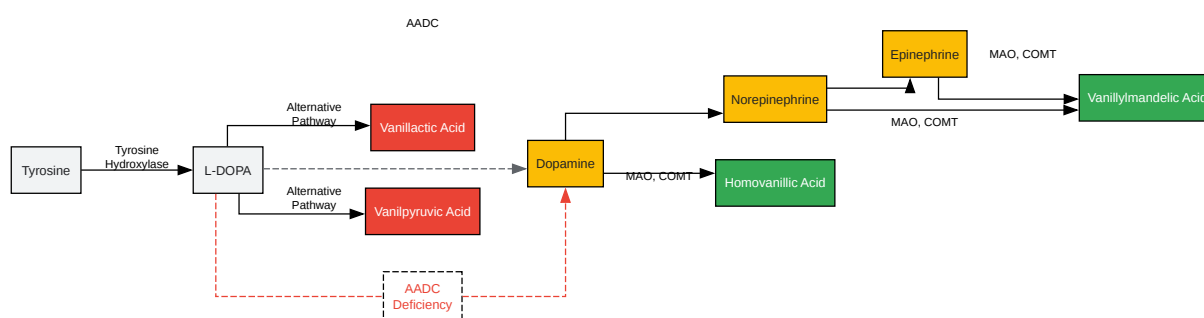 AADC
Epinephrine
MAO, COMT
Norepinephrine
Vanillylmandelic Acid
MAO, COMT
Alternative
Pathway
Vanillactic Acid
Tyrosine
Tyrosine
Hydroxylase
L-DOPA
Dopamine
MAO, COMT
Homovanillic Acid
Alternative
Pathway
Vanilpyruvic Acid
AADC
Deficiency